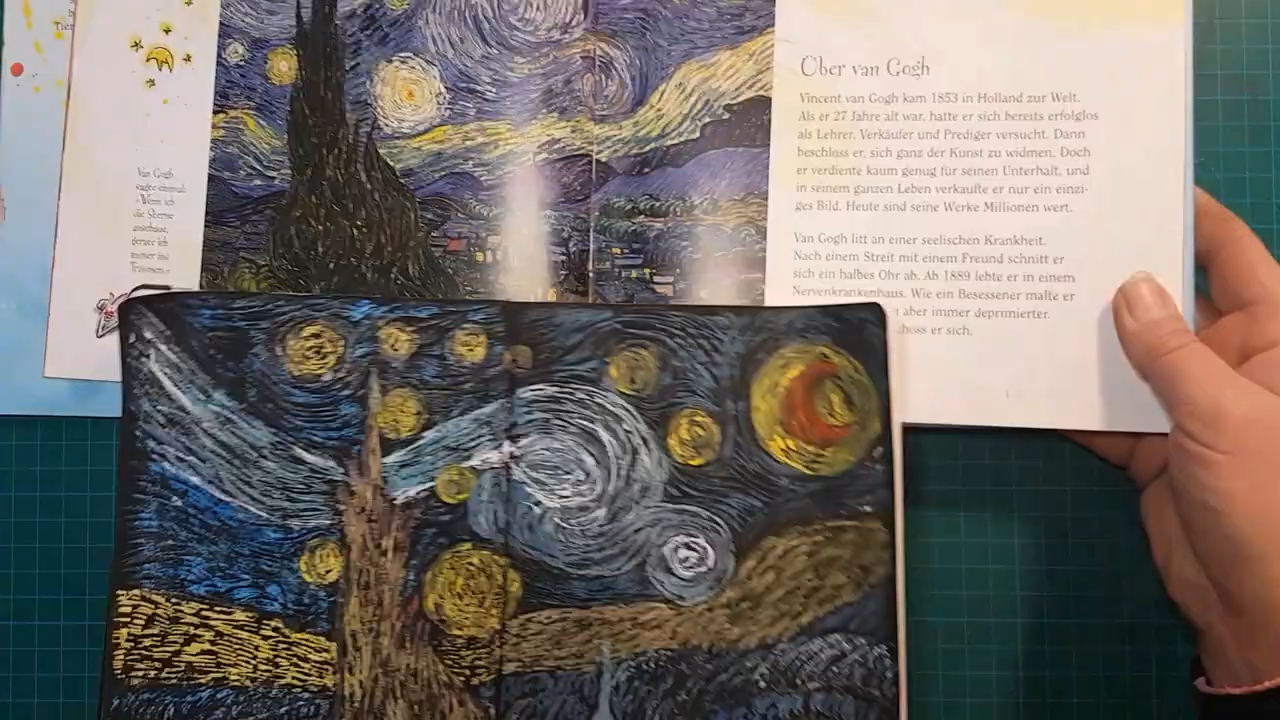 Tier
Van Gogh
sagte einmal:
»Wenn ich
die Sterne
anschaue,
gerate ich
immer ins
Träumen.«
Über van Gogh
Vincent van Gogh kam 1853 in Holland zur Welt.
Als er 27 Jahre alt war, hatte er sich bereits erfolglos
als Lehrer, Verkäufer und Prediger versucht. Dann
beschloss er, sich ganz der Kunst zu widmen. Doch
er verdiente kaum genug für seinen Unterhalt, und
in seinem ganzen Leben verkaufte er nur ein einzi-
ges Bild. Heute sind seine Werke Millionen wert.
Van Gogh litt an einer seelischen Krankheit.
Nach einem Streit mit einem Freund schnitt er
sich ein halbes Ohr ab. Ab 1889 lebte er in einem
Nervenkrankenhaus. Wie ein Besessener malte er
aber immer deprimierter.
er sich.